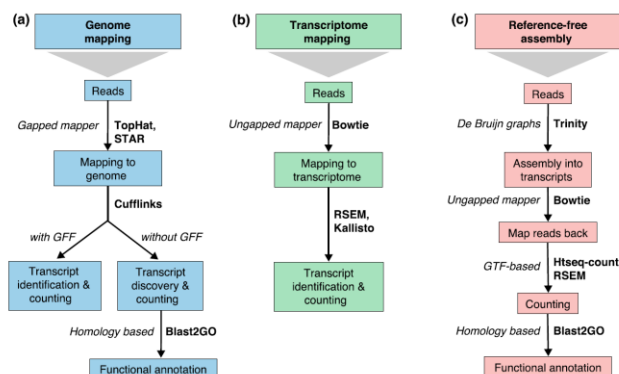 (a)
Genome
mapping
Reads
Gapped mapper
TopHat,
STAR
Mapping to
genome
Cufflinks
with GFF
without GFF
Transcript
identification &
counting
Transcript
discovery &
counting
Homology based
Blast2GO
Functional annotation
(b)
Transcriptome
mapping
Reads
Ungapped mapper
Bowtie
Mapping to
transcriptome
RSEM,
Kallisto
Transcript
identification &
counting
(c)
Reference-free
assembly
Reads
De Bruijn graphs
Trinity
Assembly into
transcripts
Ungapped mapper
Bowtie
Map reads back
GTF-based
Htseq-count
RSEM
Counting
Homology based
Blast2GO
Functional annotation